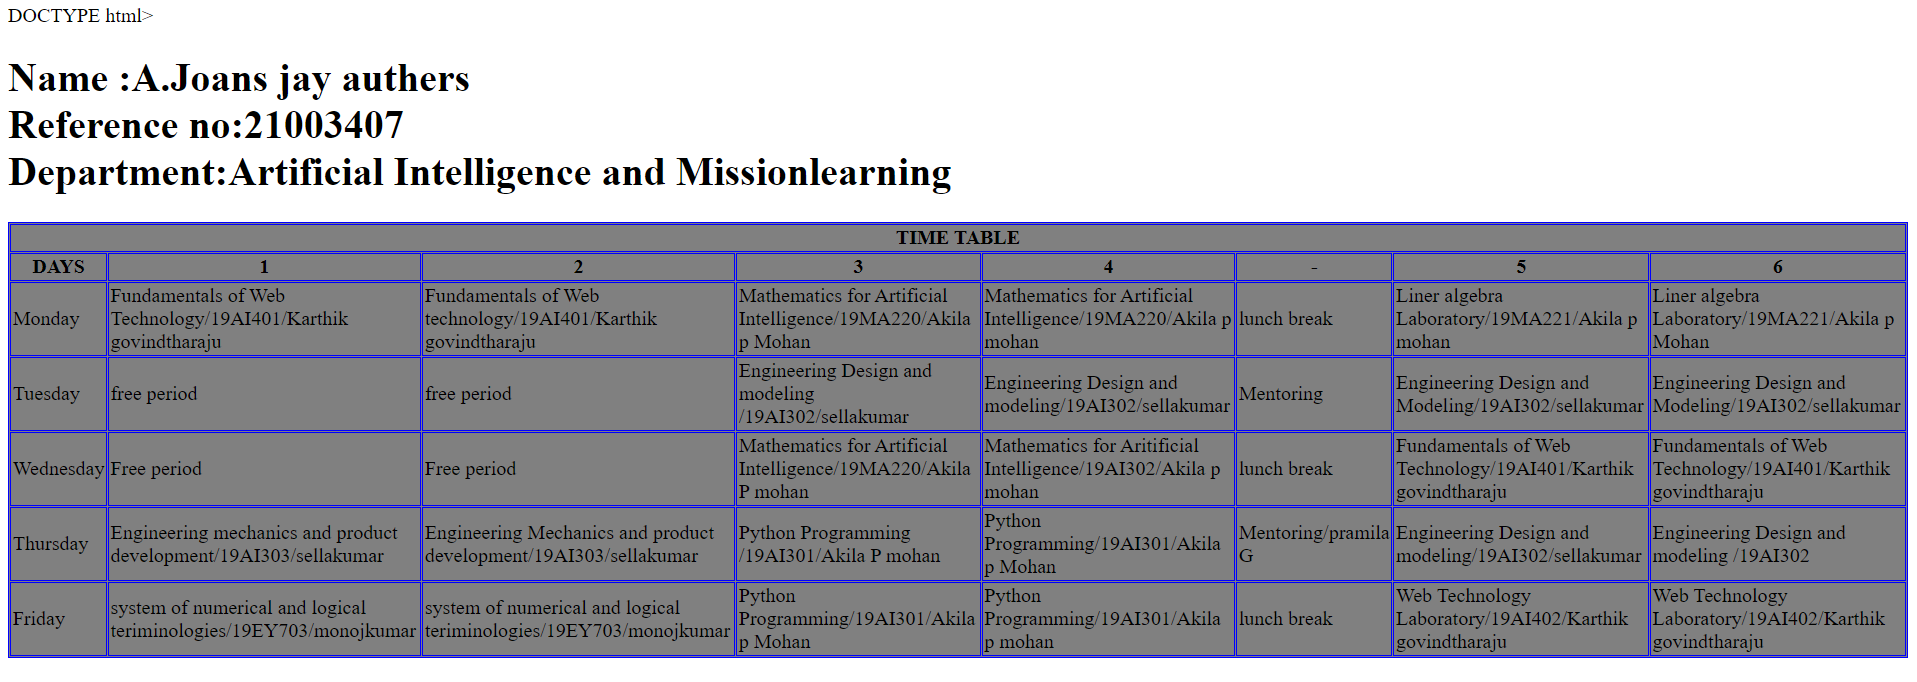 DOCTYPE html>
Name :A.Joans jay authers
Reference no:21003407
Department:Artificial Intelligence and Missionlearning
TIME TABLE
DAYS 1 2 3 4 - 5 6
Monday
Fundamentals of Web
Technology/19AI401/Karthik
govindtharaju
Fundamentals of Web
technology/19AI401/Karthik
govindtharaju
Mathematics for Artificial
Intelligence/19MA220/Akila
p Mohan
Mathematics for Artificial
Intelligence/19MA220/Akila p
mohan
lunch break
Liner algebra
Laboratory/19MA221/Akila p
mohan
Liner algebra
Laboratory/19MA221/Akila p
Mohan
Tuesday
free period
free period
Engineering Design and
modeling
/19AI302/sellakumar
Engineering Design and
modeling/19AI302/sellakumar
Mentoring
Engineering Design and
Modeling/19AI302/sellakumar
Engineering Design and
Modeling/19AI302/sellakumar
Wednesday
Free period
Free period
Mathematics for Artificial
Intelligence/19MA220/Akila
P mohan
Mathematics for Aritificial
Intelligence/19AI302/Akila p
mohan
lunch break
Fundamentals of Web
Technology/19AI401/Karthik
govindtharaju
Fundamentals of Web
Technology/19AI401/Karthik
govindtharaju
Thursday
Engineering mechanics and product
development/19AI303/sellakumar
Engineering Mechanics and product
development/19AI303/sellakumar
Python Programming
/19AI301/Akila P mohan
Python
Programming/19AI301/Akila
p Mohan
Mentoring/pramila
G
Engineering Design and
modeling/19AI302/sellakumar
Engineering Design and
modeling /19AI302
Friday
system of numerical and logical
teriminologies/19EY703/monojkumar
system of numerical and logical
teriminologies/19EY703/monojkumar
Python
Programming/19AI301/Akila
p Mohan
Python
Programming/19AI301/Akila
p mohan
lunch break
Web Technology
Laboratory/19AI402/Karthik
govindtharaju
Web Technology
Laboratory/19AI402/Karthik
govindtharaju